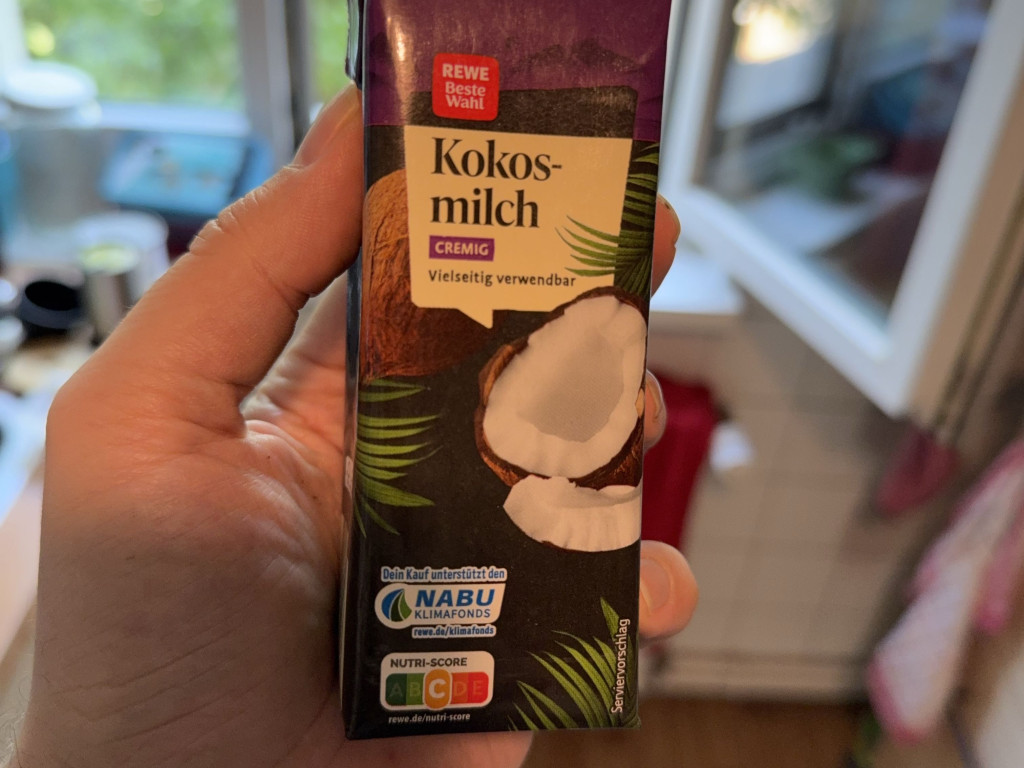 REWE
Beste
Wahl
Kokos-
milch
CREMIG
Vielseitig verwendbar
Dein Kauf unterstützt den
NABU
KLIMAFONDS
rewe.de/klimafonds
NUTRI-SCORE
A B C D E
rewe.de/nutri-score
Serviervorschlag